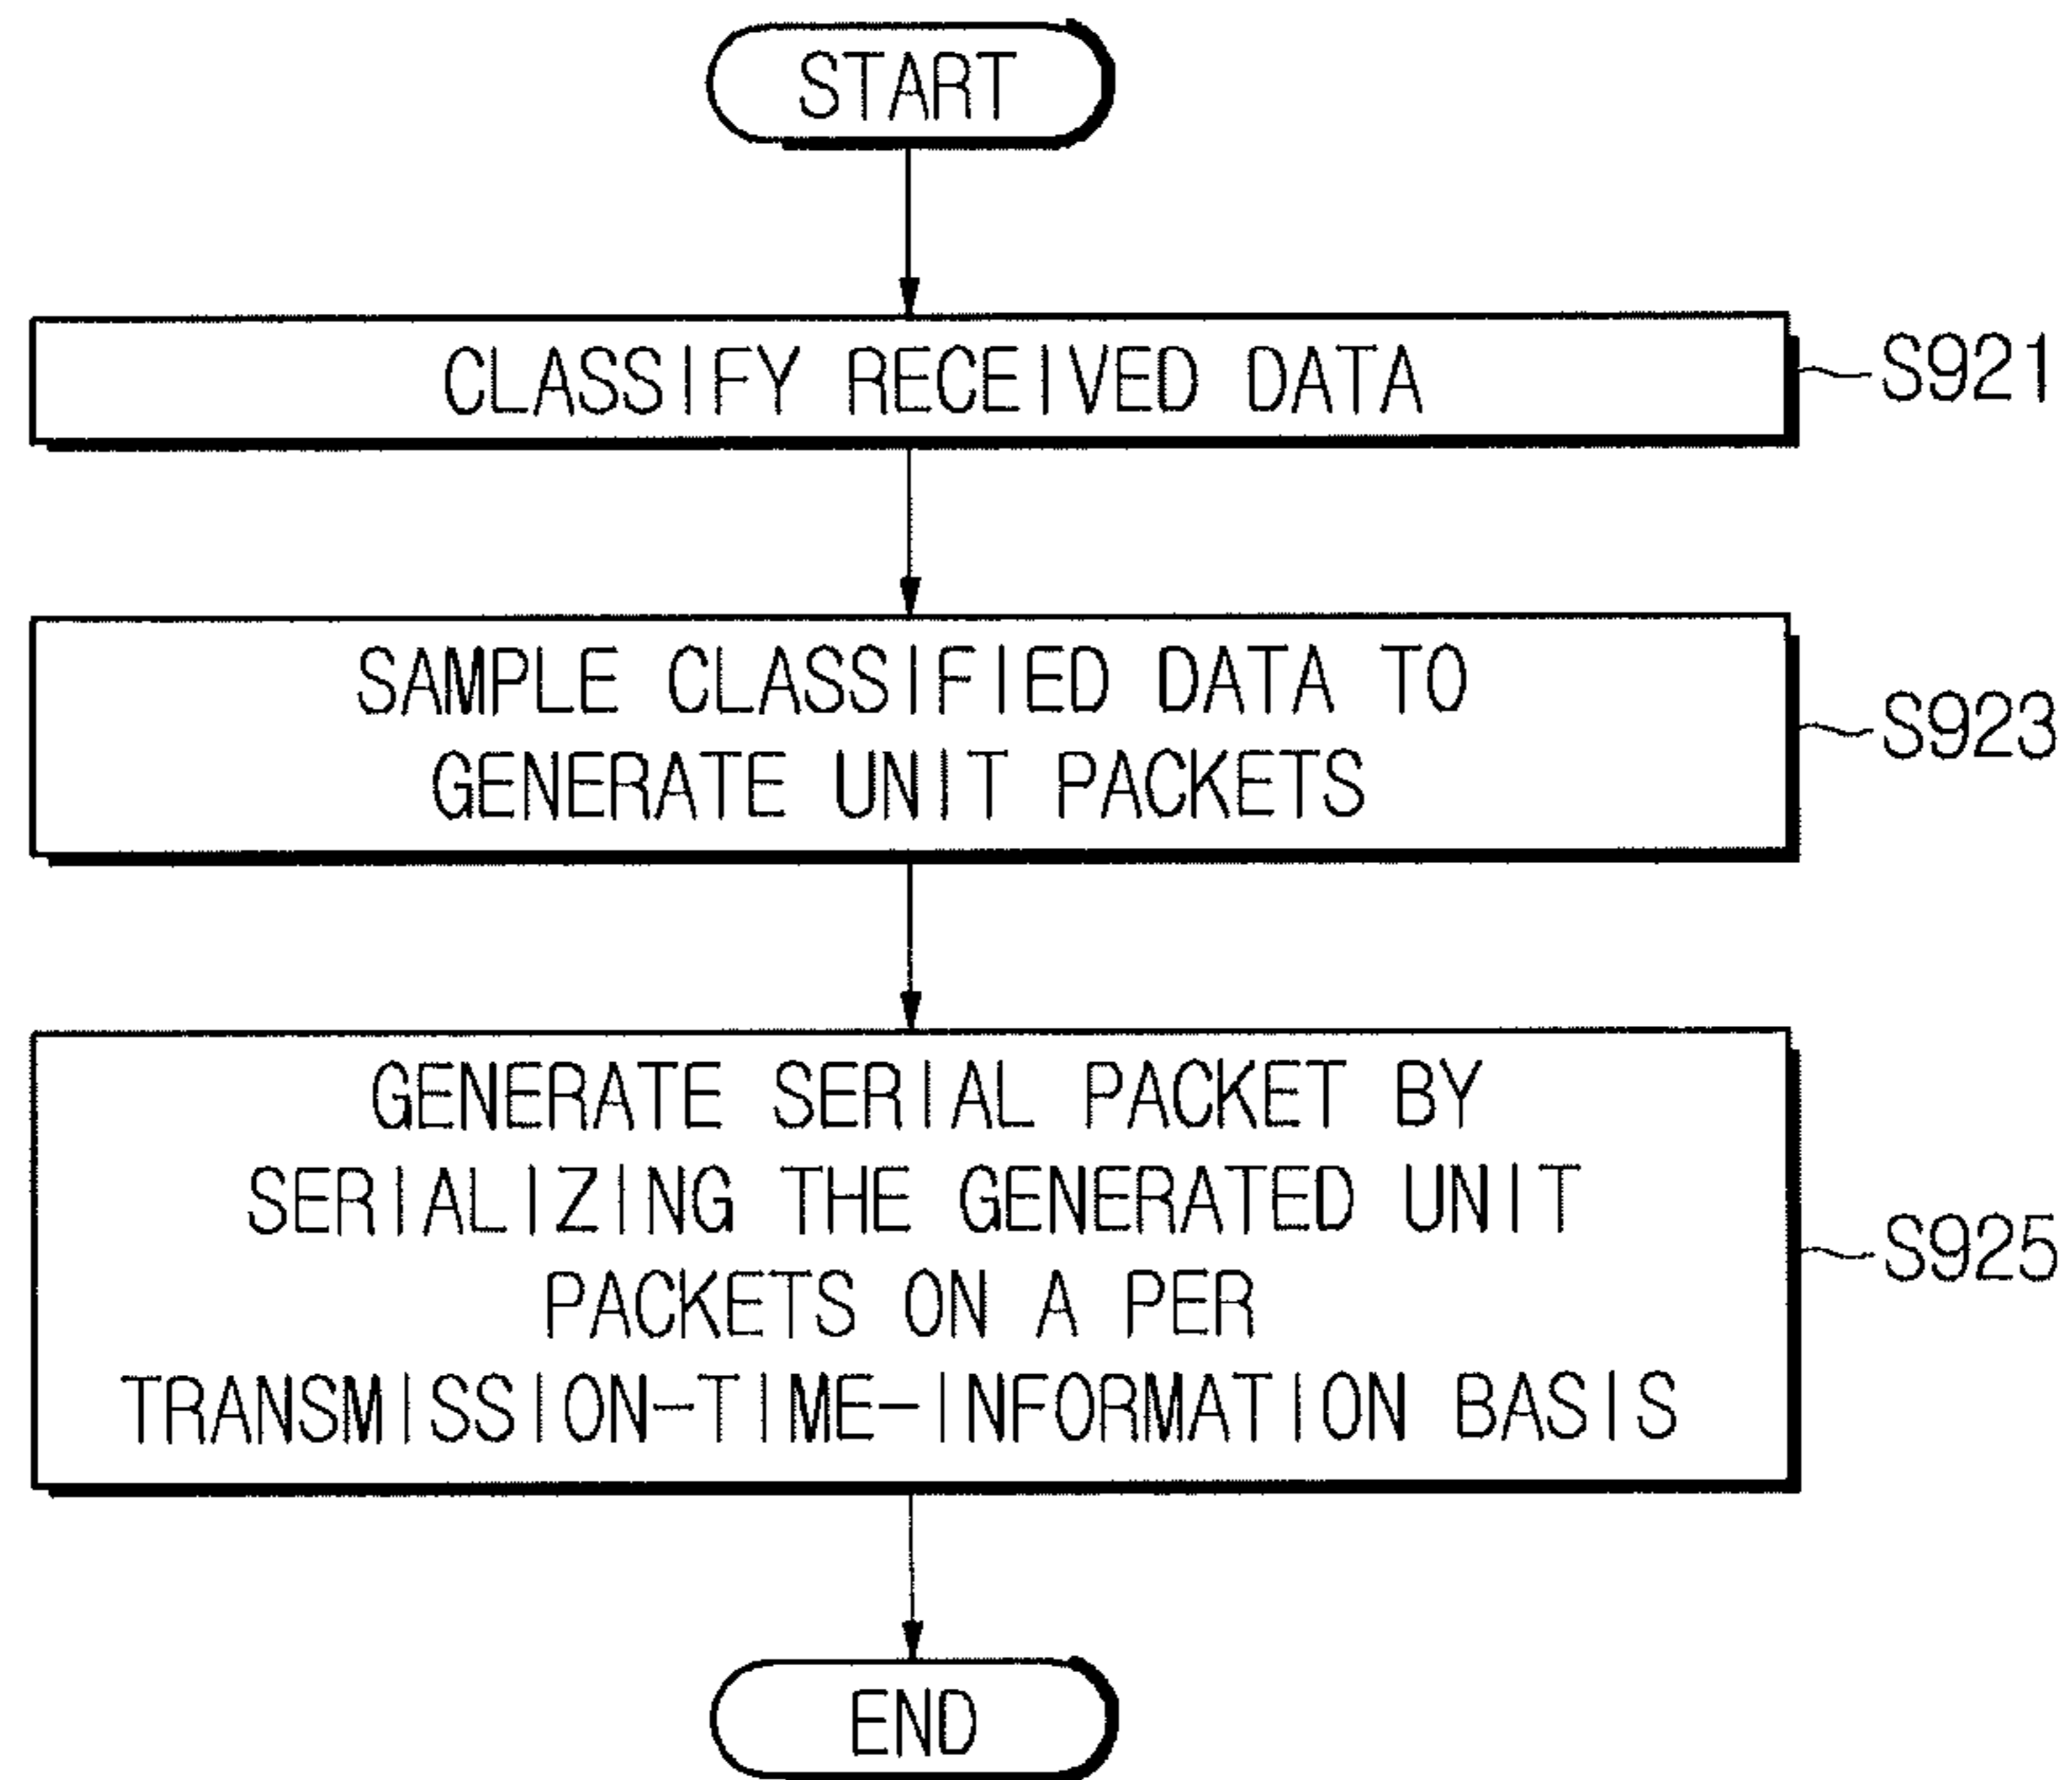 START
CLASSIFY RECEIVED DATA
S921
SAMPLE CLASSIFIED DATA TO
GENERATE UNIT PACKETS
S923
GENERATE SERIAL PACKET BY
SERIALIZING THE GENERATED UNIT
PACKETS ON A PER
TRANSMISSION-TIME-INFORMATION BASIS
S925
END